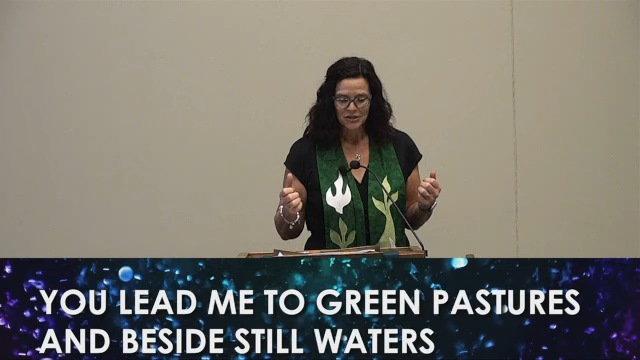 YOU LEAD ME TO GREEN PASTURES
AND BESIDE STILL WATERS